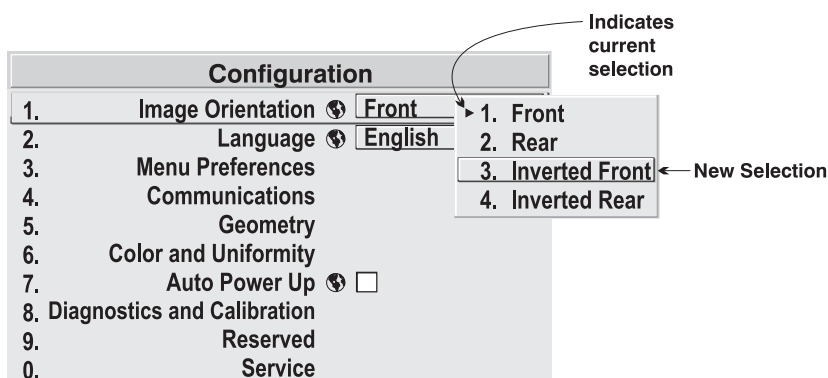 Indicates
current
selection
Configuration
1. Image Orientation Front
2. Language English
3. Menu Preferences
4. Communications
5. Geometry
6. Color and Uniformity
7. Auto Power Up
8. Diagnostics and Calibration
9. Reserved
0. Service
1. Front
2. Rear
3. Inverted Front
4. Inverted Rear
New Selection